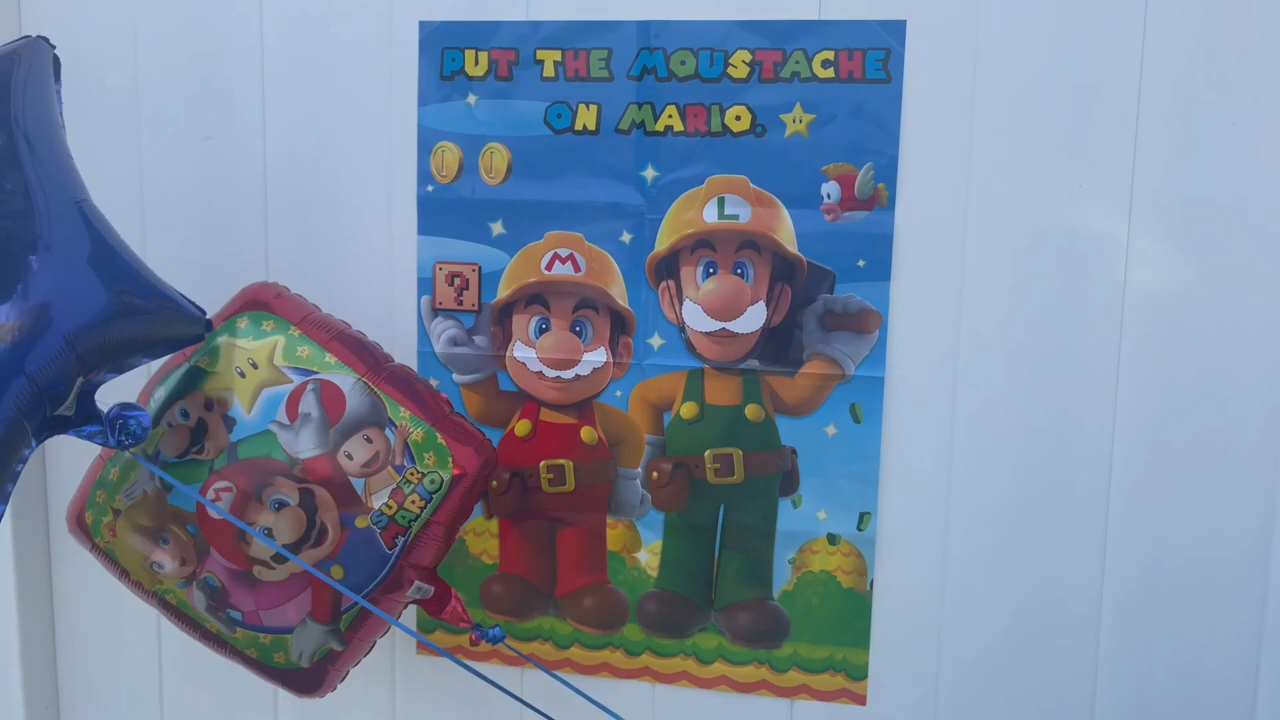 PUT THE MOUSTACHE
ON MARIO.
L
M
?
M
SUPER
MARIO